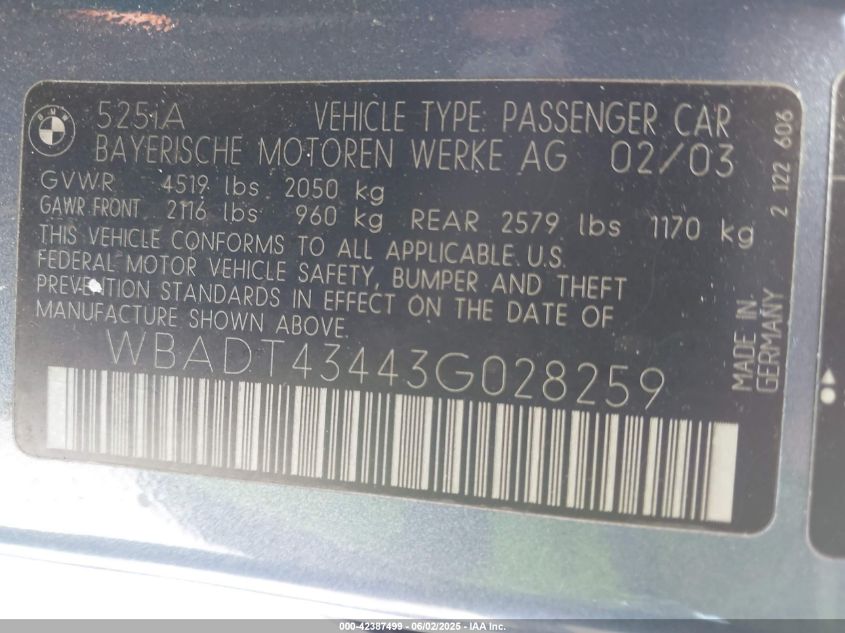 BMW
525iA VEHICLE TYPE: PASSENGER CAR
BAYERISCHE MOTOREN WERKE AG 02/03
GVWR 4519 lbs 2050 kg
GAWR FRONT 2116 lbs 960 kg REAR 2579 lbs 1170 kg
THIS VEHICLE CONFORMS TO ALL APPLICABLE U.S.
FEDERAL MOTOR VEHICLE SAFETY, BUMPER AND THEFT
PREVENTION STANDARDS IN EFFECT ON THE DATE OF
MANUFACTURE SHOWN ABOVE.
WBADT43443G028259
2 122 606
MADE IN
GERMANY
000-42387499 - 06/02/2025 - IAA Inc.